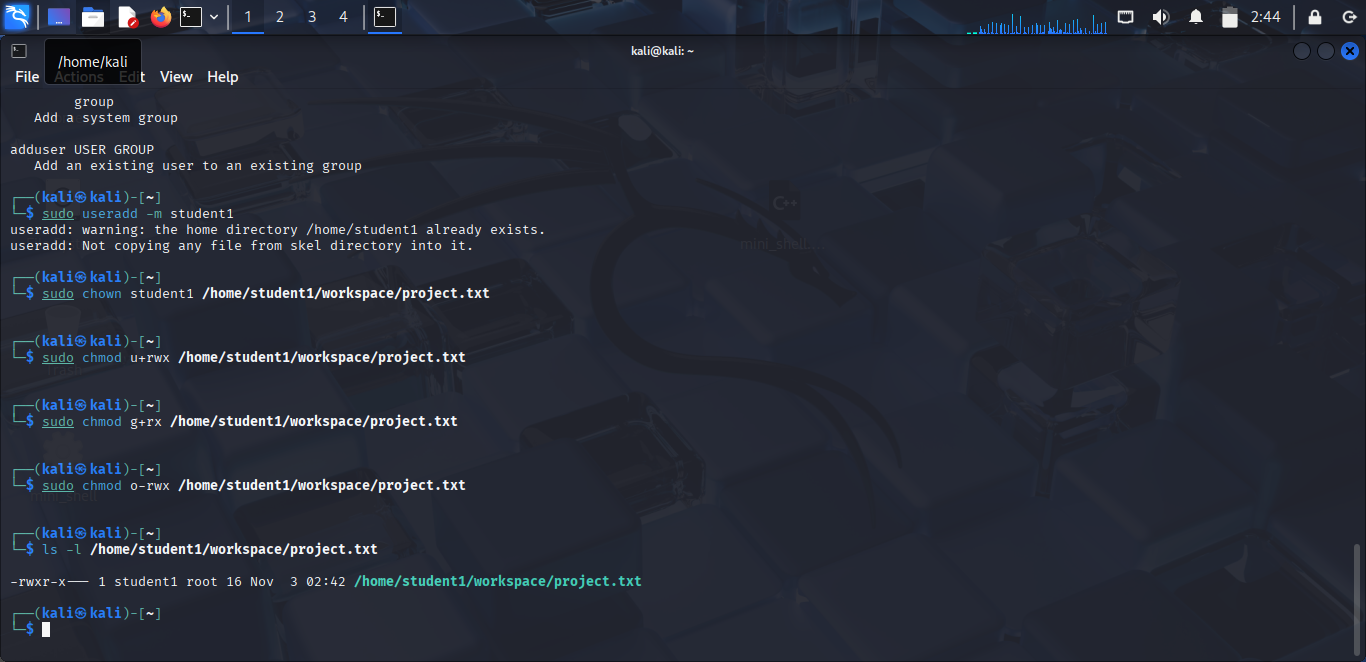 1 2 3 4
2:44
kali@kali: ~
/home/kali
File Actions Edit View Help
group
Add a system group
adduser USER GROUP
Add an existing user to an existing group
┌──(kali㉿kali)-[~]
└─$ sudo useradd -m student1
useradd: warning: the home directory /home/student1 already exists.
useradd: Not copying any file from skel directory into it.
┌──(kali㉿kali)-[~]
└─$ sudo chown student1 /home/student1/workspace/project.txt
┌──(kali㉿kali)-[~]
└─$ sudo chmod u+rwx /home/student1/workspace/project.txt
┌──(kali㉿kali)-[~]
└─$ sudo chmod g+rx /home/student1/workspace/project.txt
┌──(kali㉿kali)-[~]
└─$ sudo chmod o-rwx /home/student1/workspace/project.txt
┌──(kali㉿kali)-[~]
└─$ ls -l /home/student1/workspace/project.txt
-rwxr-x--- 1 student1 root 16 Nov  3 02:42 /home/student1/workspace/project.txt
┌──(kali㉿kali)-[~]
└─$
C++
mini_shell...
Trash
mini_shell